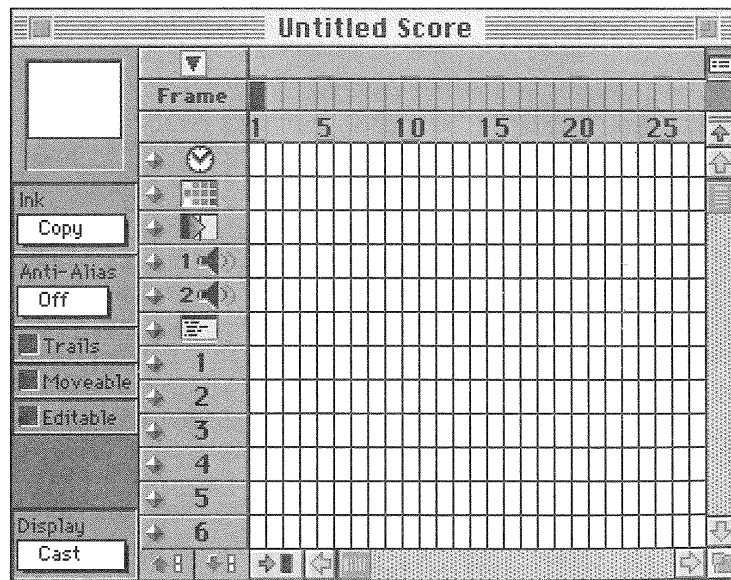 Untitled Score
Frame
1 5 10 15 20 25
Ink
Copy
Anti-Alias
Off
Trails
Moveable
Editable
Display
Cast
1
2
1
2
3
4
5
6